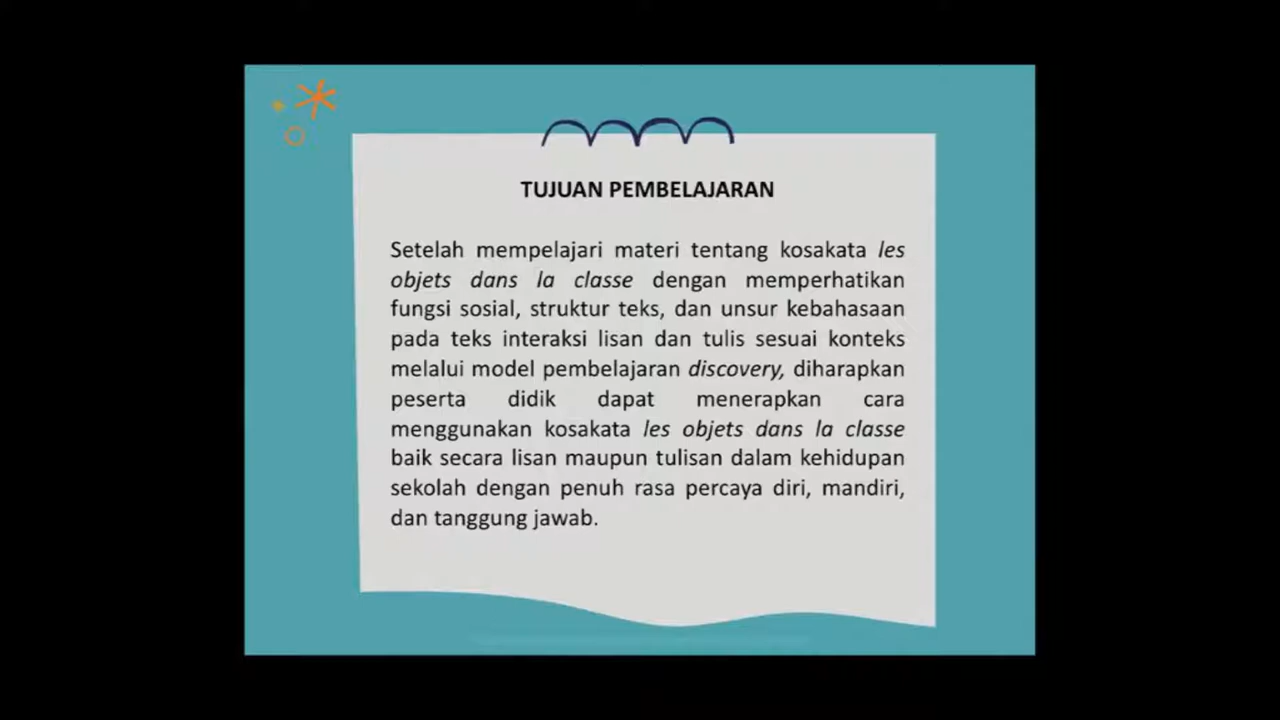 TUJUAN PEMBELAJARAN
Setelah mempelajari materi tentang kosakata les
objets dans la classe dengan memperhatikan
fungsi sosial, struktur teks, dan unsur kebahasaan
pada teks interaksi lisan dan tulis sesuai konteks
melalui model pembelajaran discovery, diharapkan
peserta didik dapat menerapkan cara
menggunakan kosakata les objets dans la classe
baik secara lisan maupun tulisan dalam kehidupan
sekolah dengan penuh rasa percaya diri, mandiri,
dan tanggung jawab.